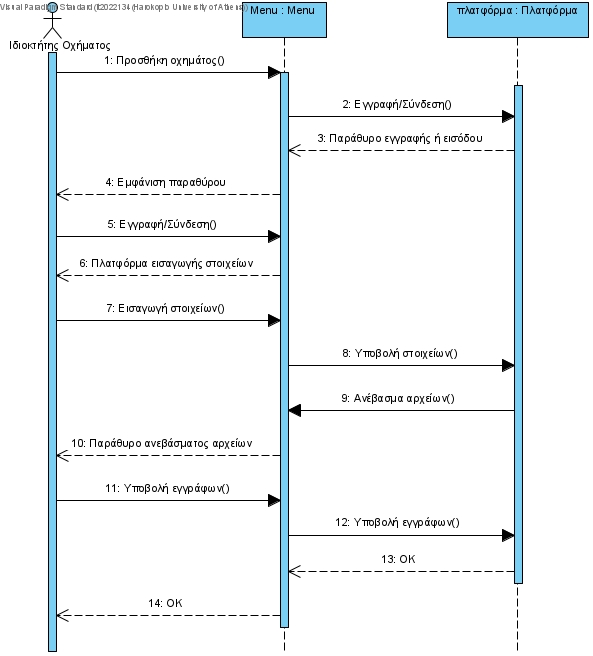 Visual Paradigm Standard(it2022134(Harokopio University of Athens))
Menu : Menu
πλατφόρμα : Πλατφόρμα
Ιδιοκτήτης Οχήματος
1: Προσθήκη οχημάτος()
2: Εγγραφή/Σύνδεση()
3: Παράθυρο εγγραφής ή εισόδου
4: Εμφάνιση παραθύρου
5: Εγγραφή/Σύνδεση()
6: Πλατφόρμα εισαγωγής στοιχείων
7: Εισαγωγή στοιχείων()
8: Υποβολή στοιχείων()
9: Ανέβασμα αρχείων()
10: Παράθυρο ανεβάσματος αρχείων
11: Υποβολή εγγράφων()
12: Υποβολή εγγράφων()
13: OK
14: OK